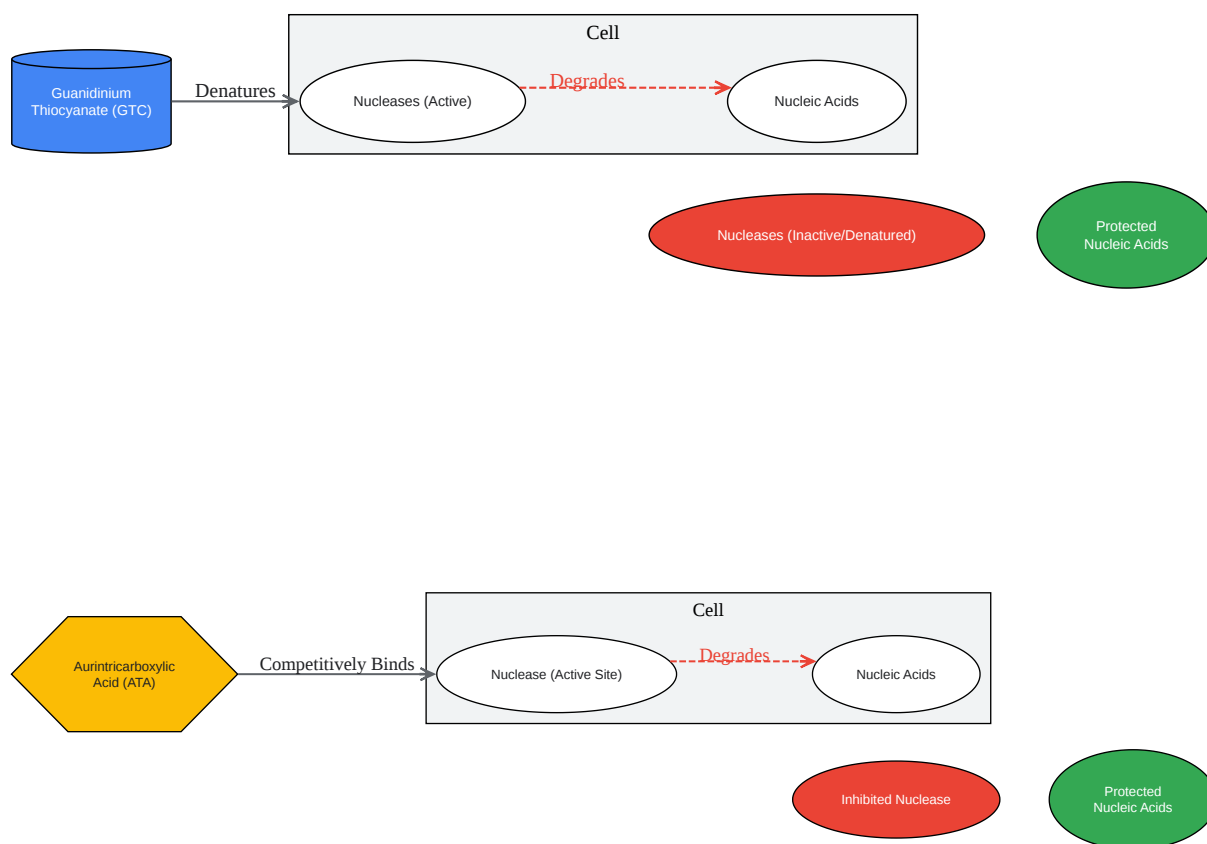 Cell
Guanidinium
Thiocyanate (GTC)
Denatures
Nucleases (Active)
Degrades
Nucleic Acids
Nucleases (Inactive/Denatured)
Protected
Nucleic Acids
Cell
Aurintricarboxylic
Acid (ATA)
Competitively Binds
Nuclease (Active Site)
Degrades
Nucleic Acids
Inhibited Nuclease
Protected
Nucleic Acids